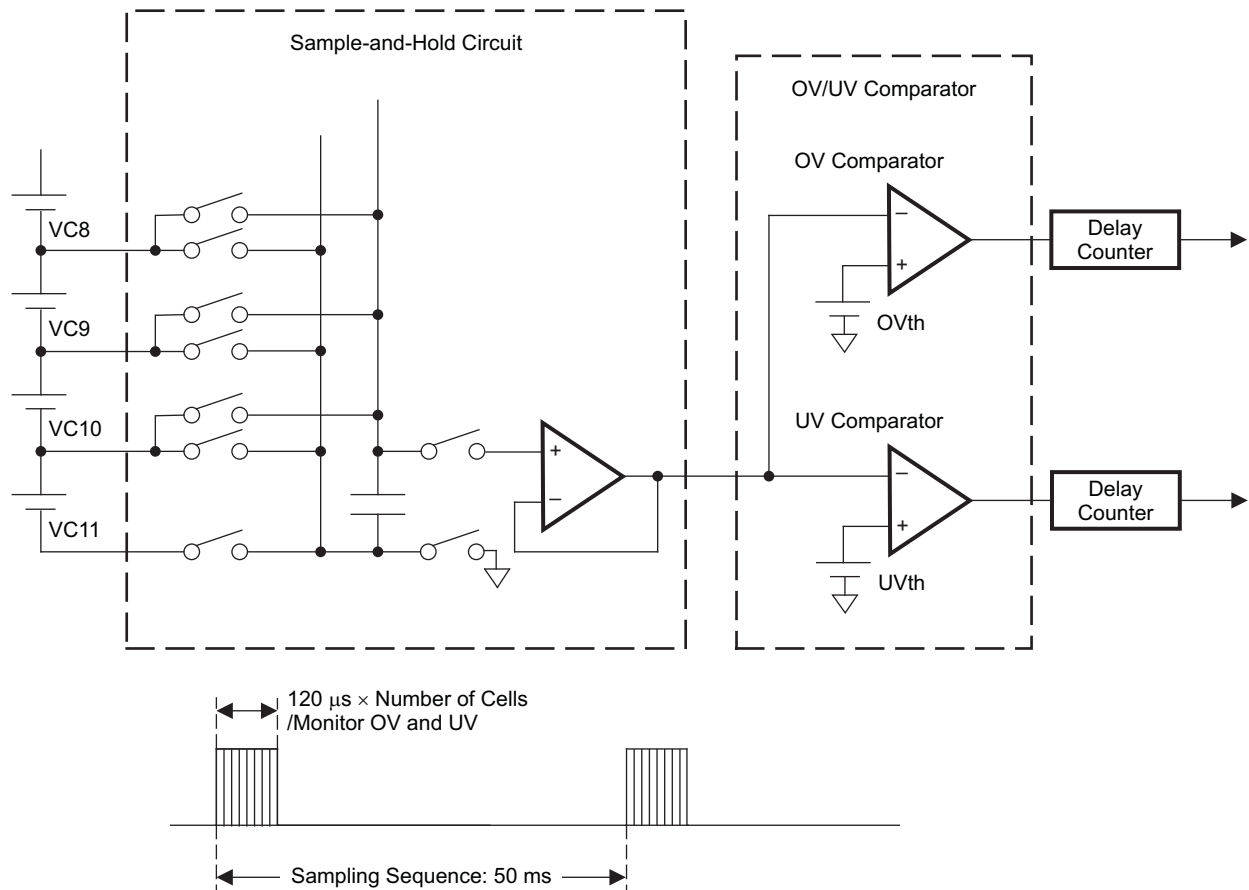 Sample-and-Hold Circuit
OV/UV Comparator
OV Comparator
VC8
−
+
Delay
Counter
OVth
VC9
VC10
UV Comparator
+
−
−
+
Delay
Counter
VC11
UVth
120 μs × Number of Cells
/Monitor OV and UV
Sampling Sequence: 50 ms